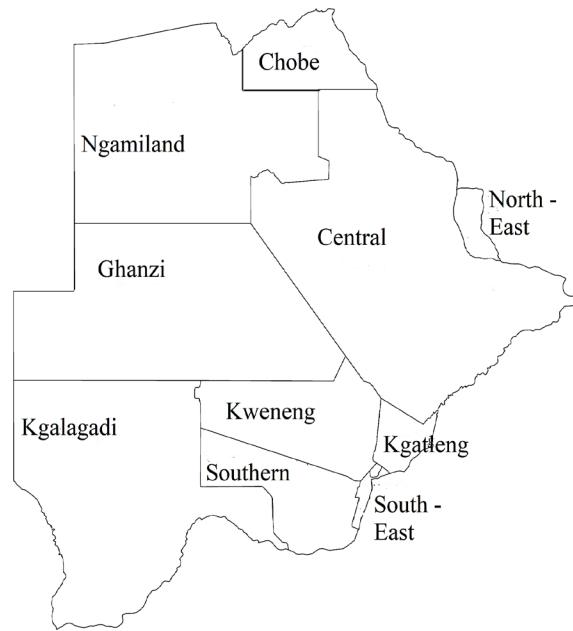 Chobe
Ngamiland
North -
East
Central
Ghanzi
Kweneng
Kgalagadi
Kgatleng
Southern
South -
East